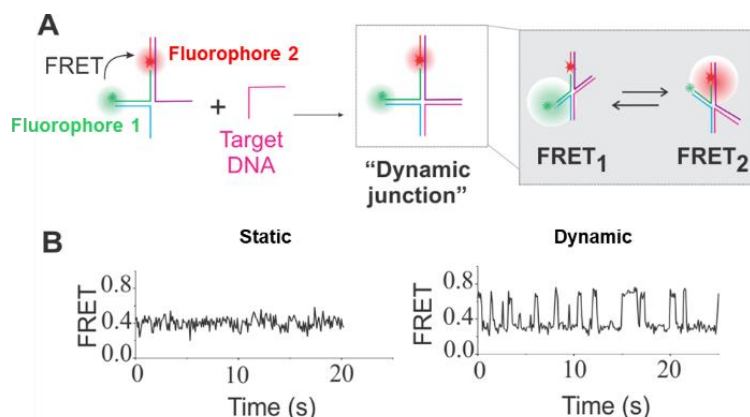 A
FRET
Fluorophore 2
Fluorophore 1
+
Target
DNA
"Dynamic
junction"
FRET1
FRET2
B
Static
FRET
0.8
0.4
0.0
0 10 20
Time (s)
Dynamic
FRET
0.8
0.4
0.0
0 10 20
Time (s)